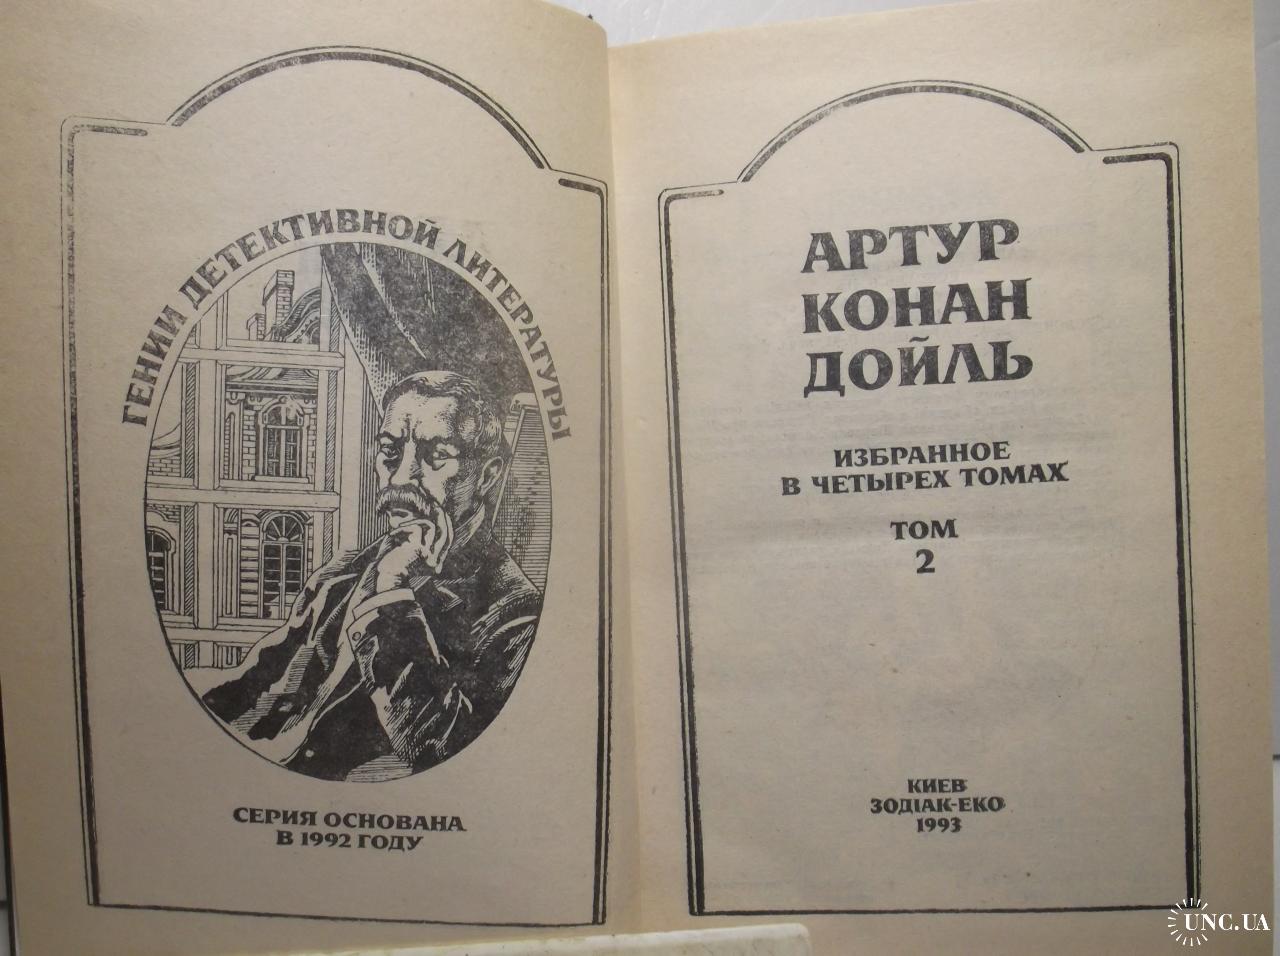 ГЕНИИ ДЕТЕКТИВНОЙ ЛИТЕРАТУРЫ
СЕРИЯ ОСНОВАНА
В 1992 ГОДУ
АРТУР
КОНАН
ДОЙЛЬ
ИЗБРАННОЕ
В ЧЕТЫРЕХ ТОМАХ
ТОМ
2
КИЕВ
ЗОДІАК-ЕКО
1993
UNC.UA